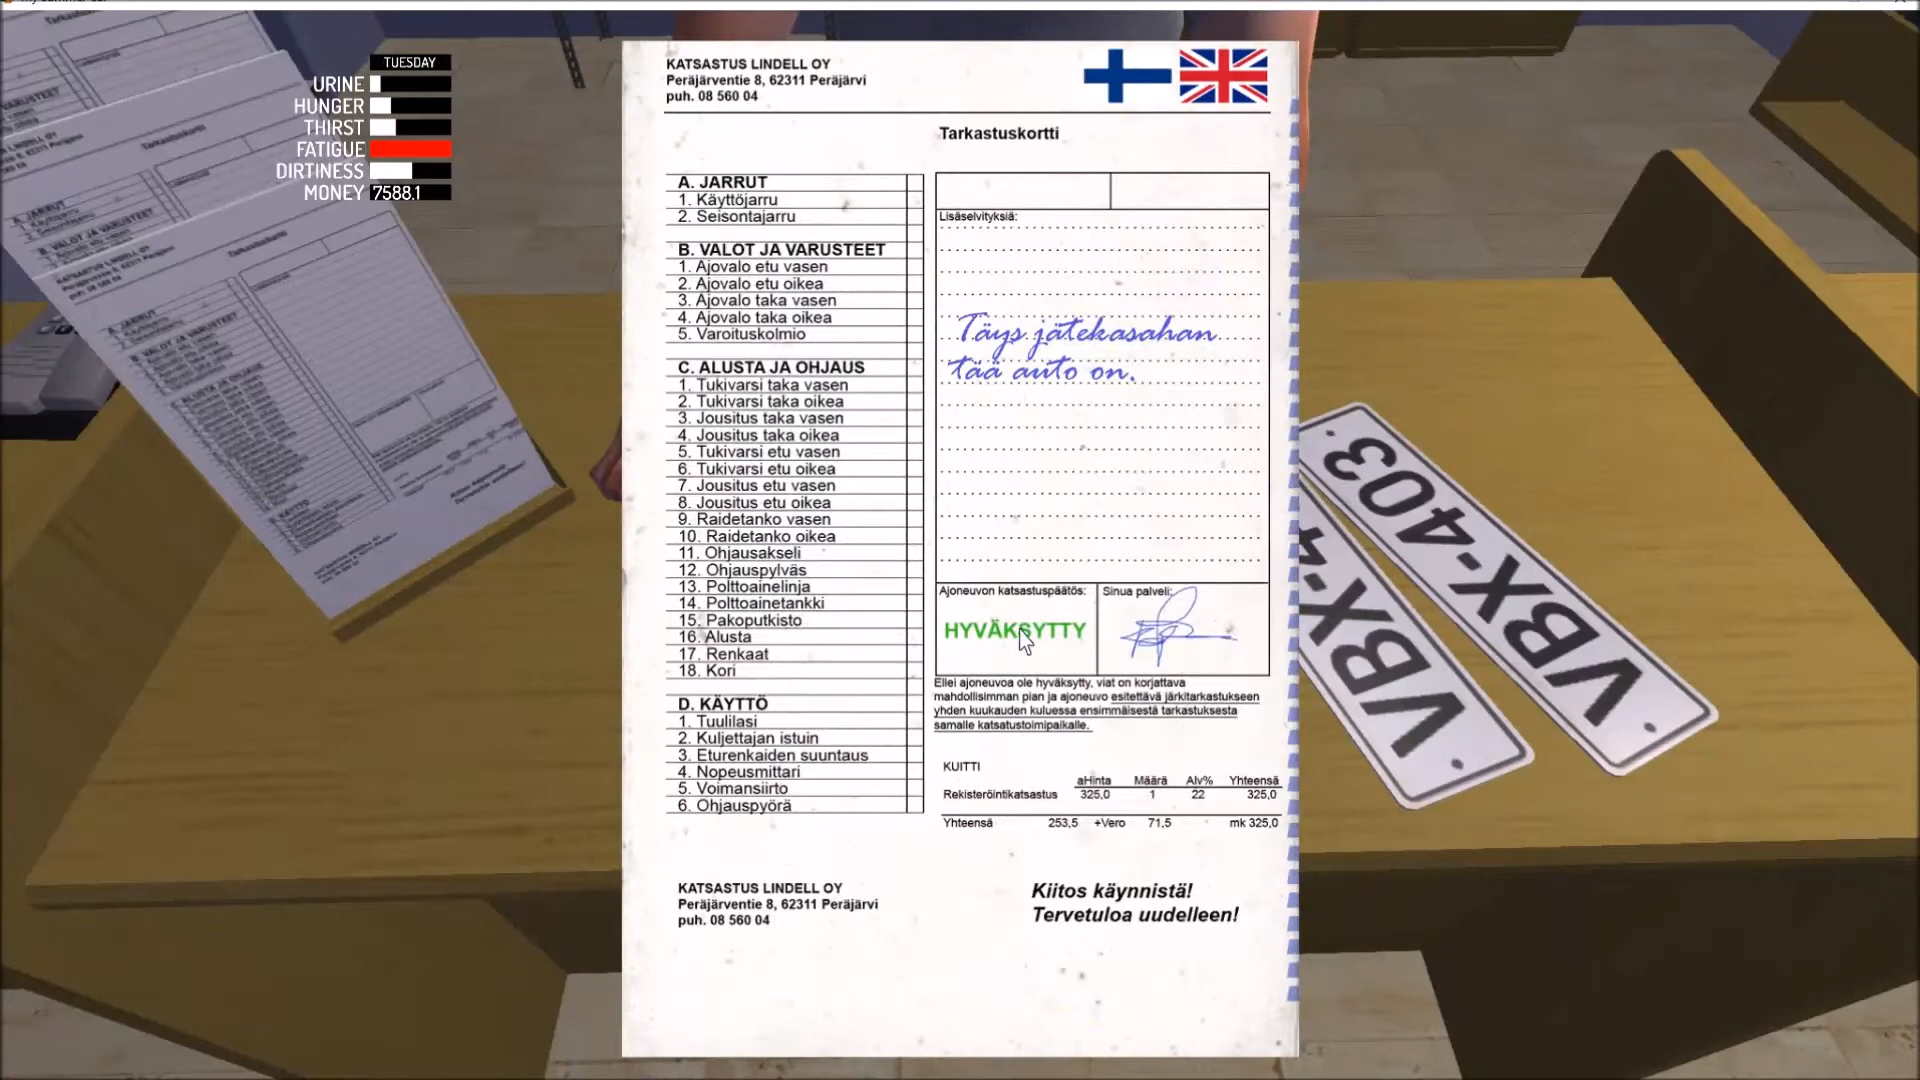 TUESDAY
URINE
HUNGER
THIRST
FATIGUE
DIRTINESS
MONEY 7588.1
KATSASTUS LINDELL OY
Peräjärventie 8, 62311 Peräjärvi
puh. 08 560 04
Tarkastuskortti
A. JARRUT
1. Käyttöjarru
2. Seisontajarru
B. VALOT JA VARUSTEET
1. Ajovalo etu vasen
2. Ajovalo etu oikea
3. Ajovalo taka vasen
4. Ajovalo taka oikea
5. Varoituskolmio
C. ALUSTA JA OHJAUS
1. Tukivarsi taka vasen
2. Tukivarsi taka oikea
3. Jousitus taka vasen
4. Jousitus taka oikea
5. Tukivarsi etu vasen
6. Tukivarsi etu oikea
7. Jousitus etu vasen
8. Jousitus etu oikea
9. Raidetanko vasen
10. Raidetanko oikea
11. Ohjausakseli
12. Ohjauspylväs
13. Polttoainelinja
14. Polttoainetankki
15. Pakoputkisto
16. Alusta
17. Renkaat
18. Kori
D. KÄYTTÖ
1. Tuulilasi
2. Kuljettajan istuin
3. Eturenkaiden suuntaus
4. Nopeusmittari
5. Voimansiirto
6. Ohjauspyörä
Lisäselvityksiä:
Täys jätekasahan
tää auto on.
Ajoneuvon katsastuspäätös:
HYVÄKSYTTY
Sinua palveli:
Ellei ajoneuvoa ole hyväksytty, viat on korjattava
mahdollisimman pian ja ajoneuvo esitettävä järkitarkastukseen
yhden kuukauden kuluessa ensimmäisestä tarkastuksesta
samalle katsatustoimipaikalle.
KUITTI
aHinta Määrä Alv% Yhteensä
Rekisteröintikatsastus 325,0 1 22 325,0
Yhteensä 253,5 +Vero 71,5 mk 325,0
KATSASTUS LINDELL OY
Peräjärventie 8, 62311 Peräjärvi
puh. 08 560 04
Kiitos käynnistä!
Tervetuloa uudelleen!
VBX-403
VBX-4